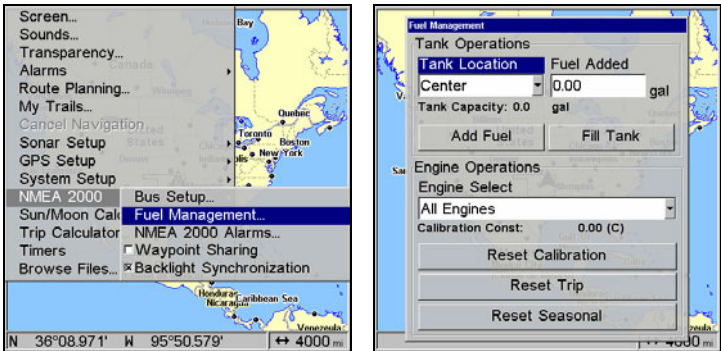 Screen...
Bay
Sounds...
Transparency...
Alarms
Canada
Route Planning...
My Trails...
Quebec
Cancel Navigation
Toronto
Sonar Setup
Boston
GPS Setup
New York
System Setup
NMEA 2000
Bus Setup...
Sun/Moon Calc
Fuel Management...
Trip Calculator
NMEA 2000 Alarms...
Timers
Waypoint Sharing
Browse Files...
Backlight Synchronization
Honduras
Nicaragua
Caribbean Sea
Venezuela
N 36°08.971' W 95°50.579' ↔ 4000 mi
Fuel Management
Tank Operations
Tank Location Fuel Added
Center 0.00 gal
Tank Capacity: 0.0 gal
Add Fuel Fill Tank
Engine Operations
Engine Select
All Engines
Calibration Const: 0.00 (C)
Reset Calibration
Reset Trip
Reset Seasonal
4000 mi